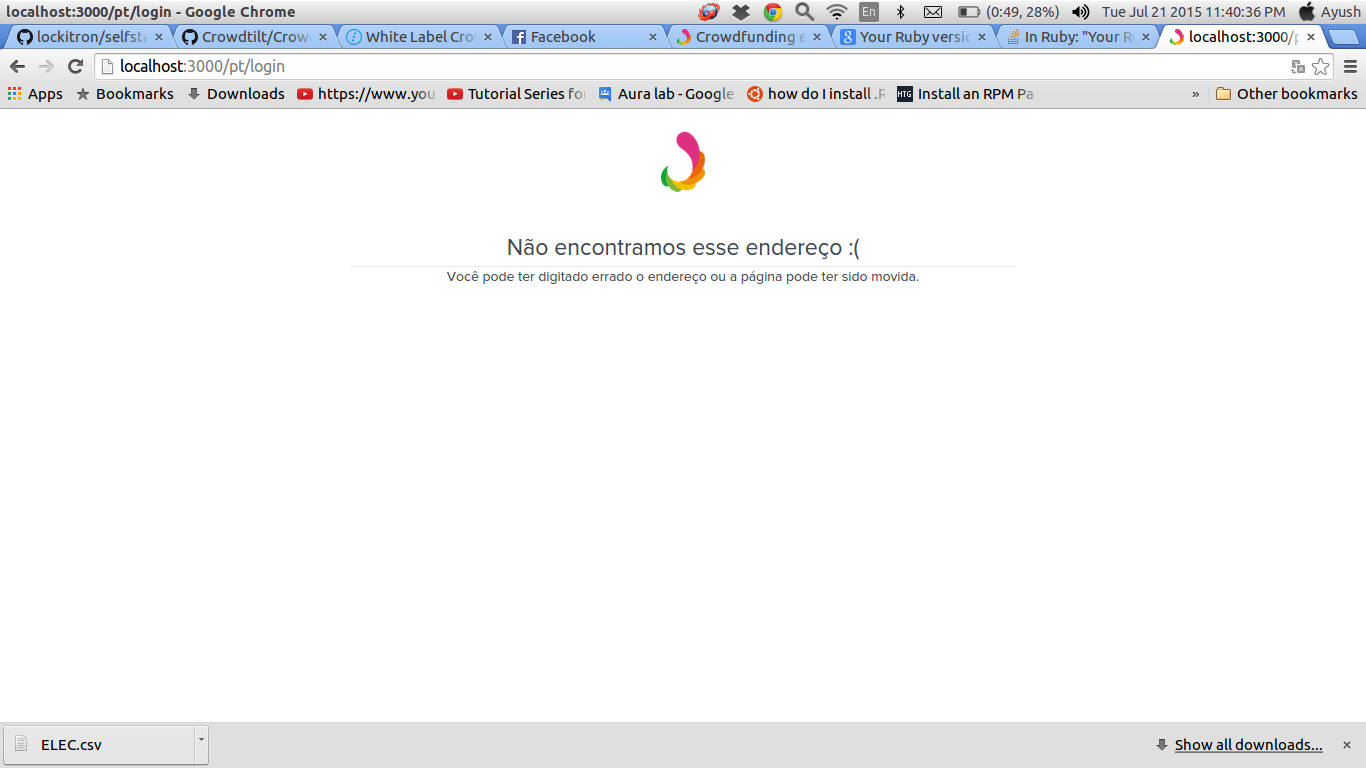 localhost:3000/pt/login - Google Chrome
En
(0:49, 28%)
Tue Jul 21 2015 11:40:36 PM
Ayush
lockitron/selfsta
Crowdtilt/Crow
White Label Cro
Facebook
Crowdfunding e
Your Ruby versi
In Ruby: "Your R
localhost:3000/p
localhost:3000/pt/login
Apps
Bookmarks
Downloads
https://www.you
Tutorial Series fo
Aura lab - Google
how do I install .R
HTG
Install an RPM Pa
»
Other bookmarks
Não encontramos esse endereço :(
Você pode ter digitado errado o endereço ou a página pode ter sido movida.
ELEC.csv
Show all downloads...